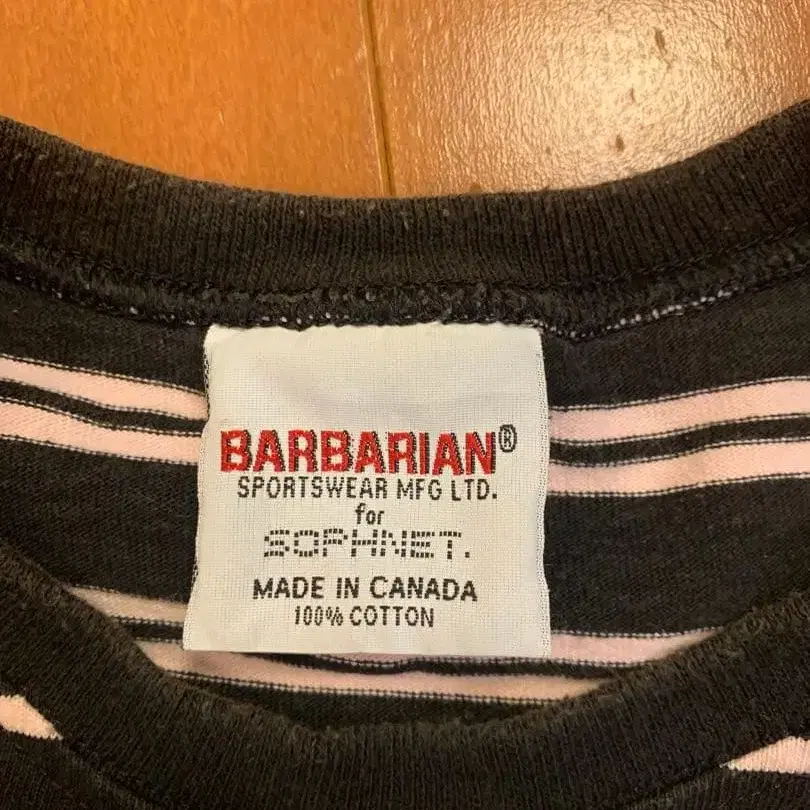 BARBARIAN®
SPORTSWEAR MFG LTD.
for
SOPHNET.
MADE IN CANADA
100% COTTON